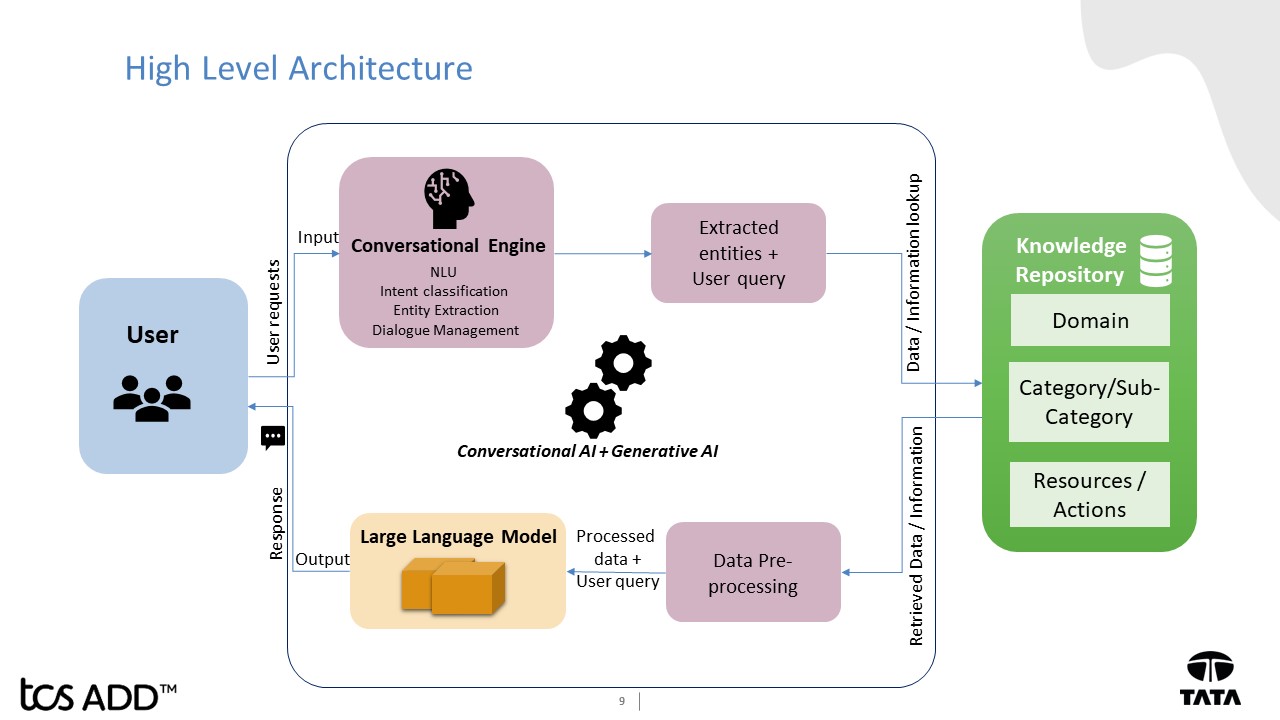 High Level Architecture
User
User requests
Input
Conversational Engine
NLU
Intent classification
Entity Extraction
Dialogue Management
Extracted
entities +
User query
Data / Information lookup
Knowledge
Repository
Domain
Category/Sub-
Category
Resources /
Actions
Conversational AI + Generative AI
Retrieved Data / Information
Data Pre-
processing
Processed
data +
User query
Large Language Model
Output
Response
tcs ADD™
9
TATA